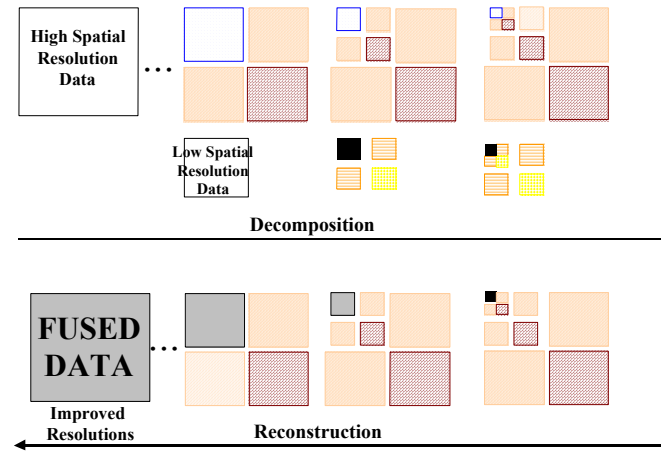 High Spatial
Resolution
Data
...
Low Spatial
Resolution
Data
Decomposition
FUSED
DATA
...
Improved
Resolutions
Reconstruction